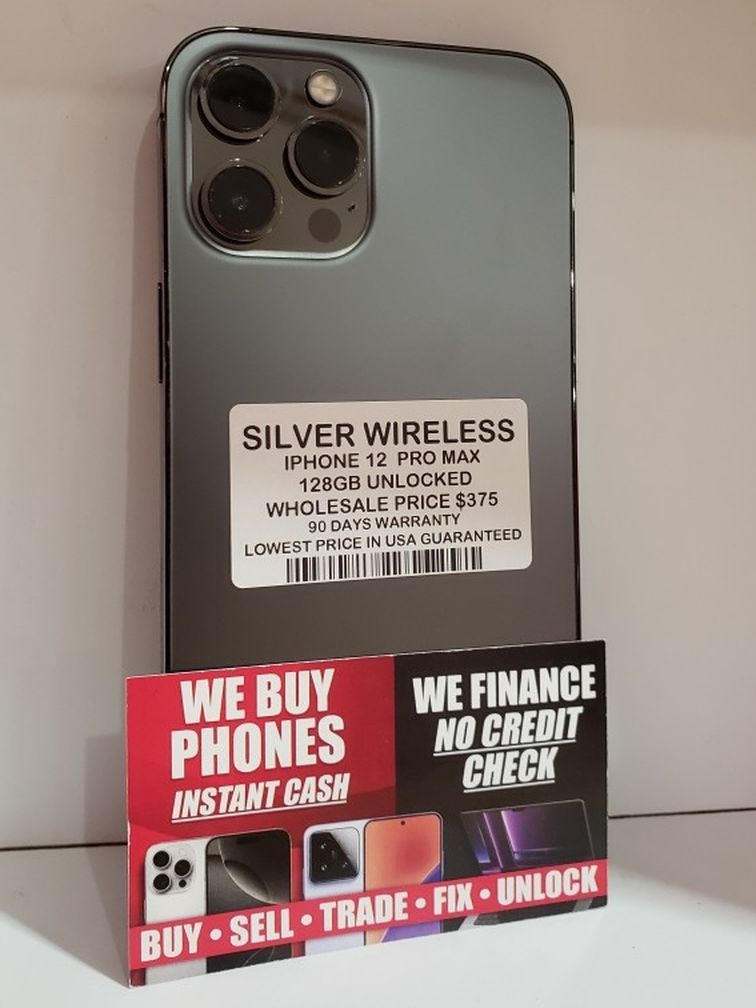 SILVER WIRELESS
IPHONE 12 PRO MAX
128GB UNLOCKED
WHOLESALE PRICE $375
90 DAYS WARRANTY
LOWEST PRICE IN USA GUARANTEED
WE BUY
PHONES
INSTANT CASH
WE FINANCE
NO CREDIT
CHECK
BUY • SELL • TRADE • FIX • UNLOCK